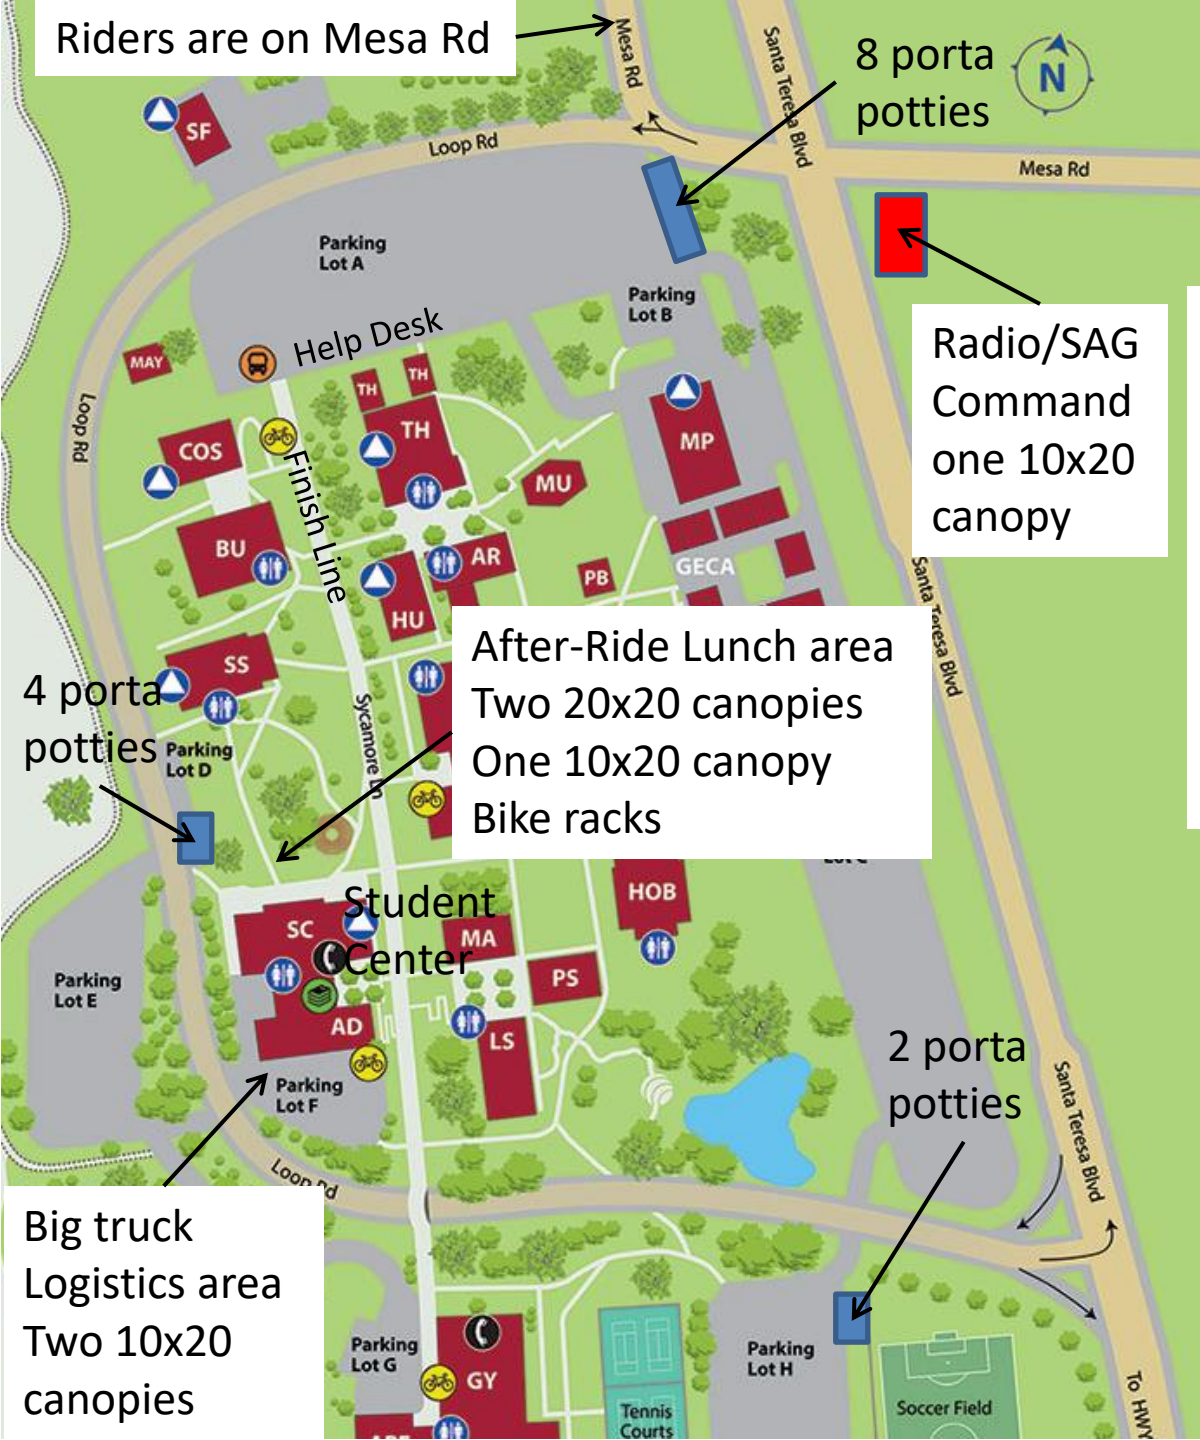 Riders are on Mesa Rd
Mesa Rd
Santa Teresa Blvd
8 porta
potties
N
SF
Loop Rd
Mesa Rd
Parking
Lot A
Parking
Lot B
Radio/SAG
Command
one 10x20
canopy
Help Desk
MAY
TH
TH
TH
MP
Loop Rd
COS
MU
Finish Line
BU
AR
GECA
PB
HU
Santa Teresa Blvd
After-Ride Lunch area
Two 20x20 canopies
One 10x20 canopy
Bike racks
SS
4 porta
potties
Parking
Lot D
Sycamore Ln
Lot C
HOB
Student
Center
SC
MA
PS
Parking
Lot E
AD
LS
2 porta
potties
Parking
Lot F
Santa Teresa Blvd
Loop Rd
Big truck
Logistics area
Two 10x20
canopies
Parking
Lot G
GY
Parking
Lot H
Tennis
Courts
Soccer Field
To HWY